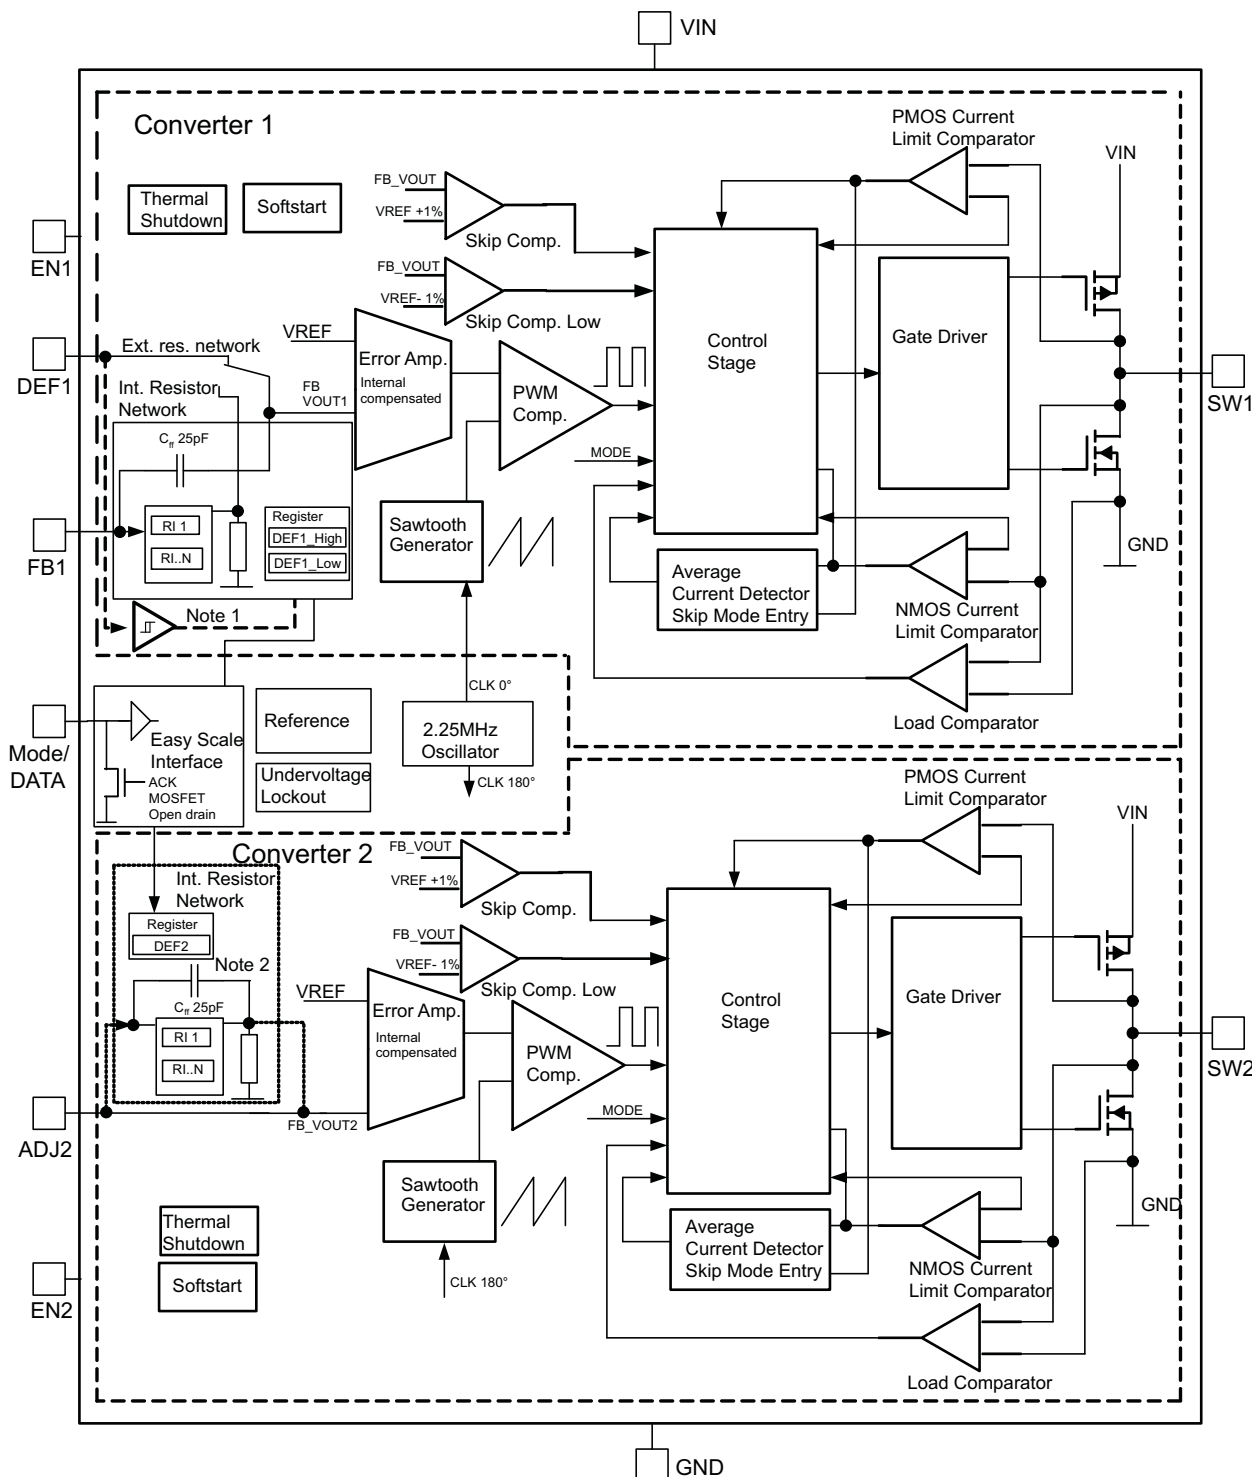 VIN
Converter 1
PMOS Current
Limit Comparator
VIN
Thermal
Shutdown
Softstart
FB_VOUT
VREF +1%
Skip Comp.
EN1
FB_VOUT
VREF- 1%
Skip Comp. Low
Control
Stage
Gate Driver
VREF
Error Amp.
Internal
compensated
PWM
Comp.
DEF1
Ext. res. network
Int. Resistor
Network
FB
VOUT1
SW1
Cff 25pF
MODE
RI 1
RI..N
Register
DEF1_High
DEF1_Low
Sawtooth
Generator
FB1
GND
Average
Current Detector
Skip Mode Entry
NMOS Current
Limit Comparator
Note 1
CLK 0°
Load Comparator
Mode/
DATA
Easy Scale
Interface
ACK
MOSFET
Open drain
Reference
Undervoltage
Lockout
2.25MHz
Oscillator
CLK 180°
PMOS Current
Limit Comparator
VIN
Converter 2
FB_VOUT
VREF +1%
Skip Comp.
Int. Resistor
Network
Register
DEF2
Note 2
Cff 25pF
RI 1
RI..N
FB_VOUT
VREF- 1%
Skip Comp. Low
VREF
Error Amp.
Internal
compensated
PWM
Comp.
Control
Stage
Gate Driver
SW2
MODE
ADJ2
FB_VOUT2
Sawtooth
Generator
GND
Thermal
Shutdown
Softstart
Average
Current Detector
Skip Mode Entry
NMOS Current
Limit Comparator
EN2
CLK 180°
Load Comparator
GND